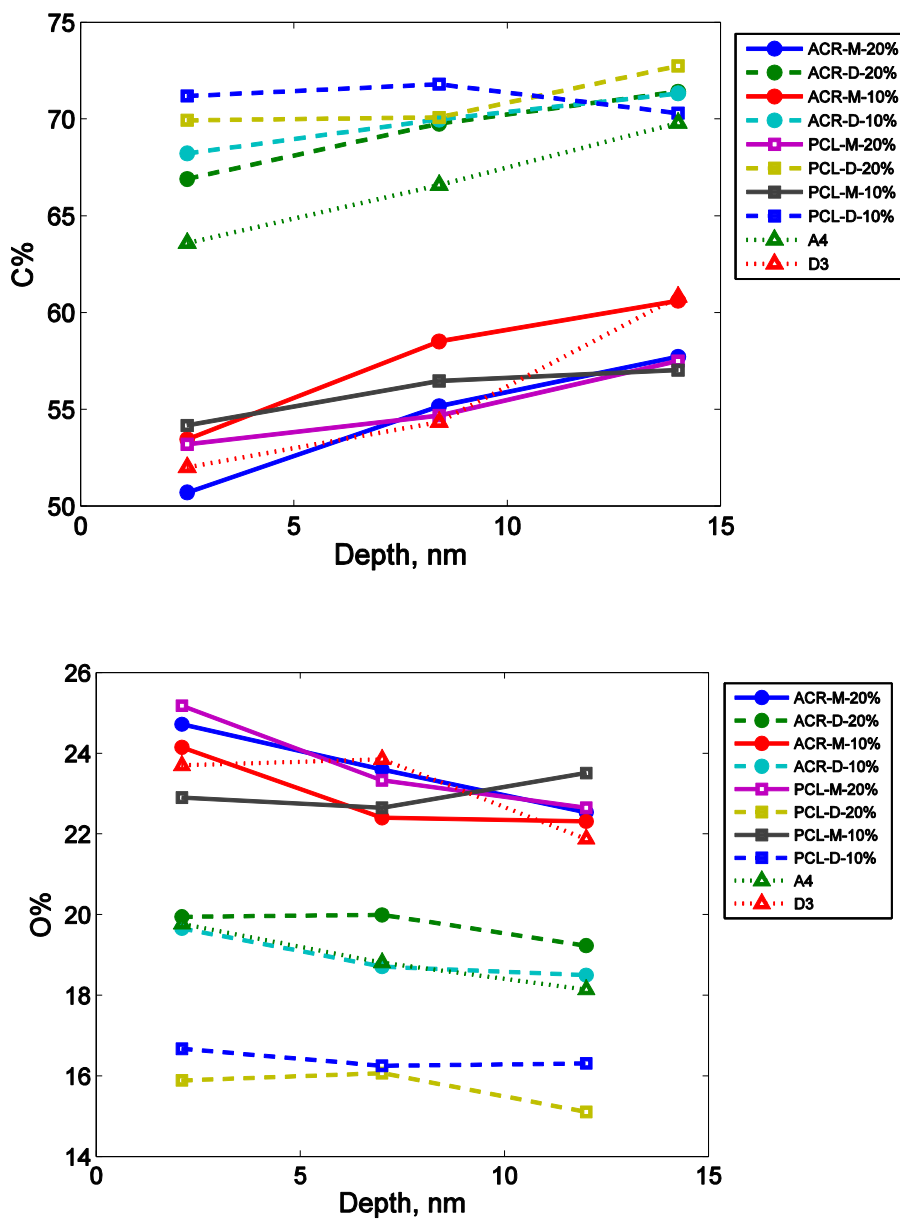 75
70
65
60
55
50
C%
0
5
10
15
Depth, nm
ACR-M-20%
ACR-D-20%
ACR-M-10%
ACR-D-10%
PCL-M-20%
PCL-D-20%
PCL-M-10%
PCL-D-10%
A4
D3
26
24
22
20
18
16
14
O%
0
5
10
15
Depth, nm
ACR-M-20%
ACR-D-20%
ACR-M-10%
ACR-D-10%
PCL-M-20%
PCL-D-20%
PCL-M-10%
PCL-D-10%
A4
D3